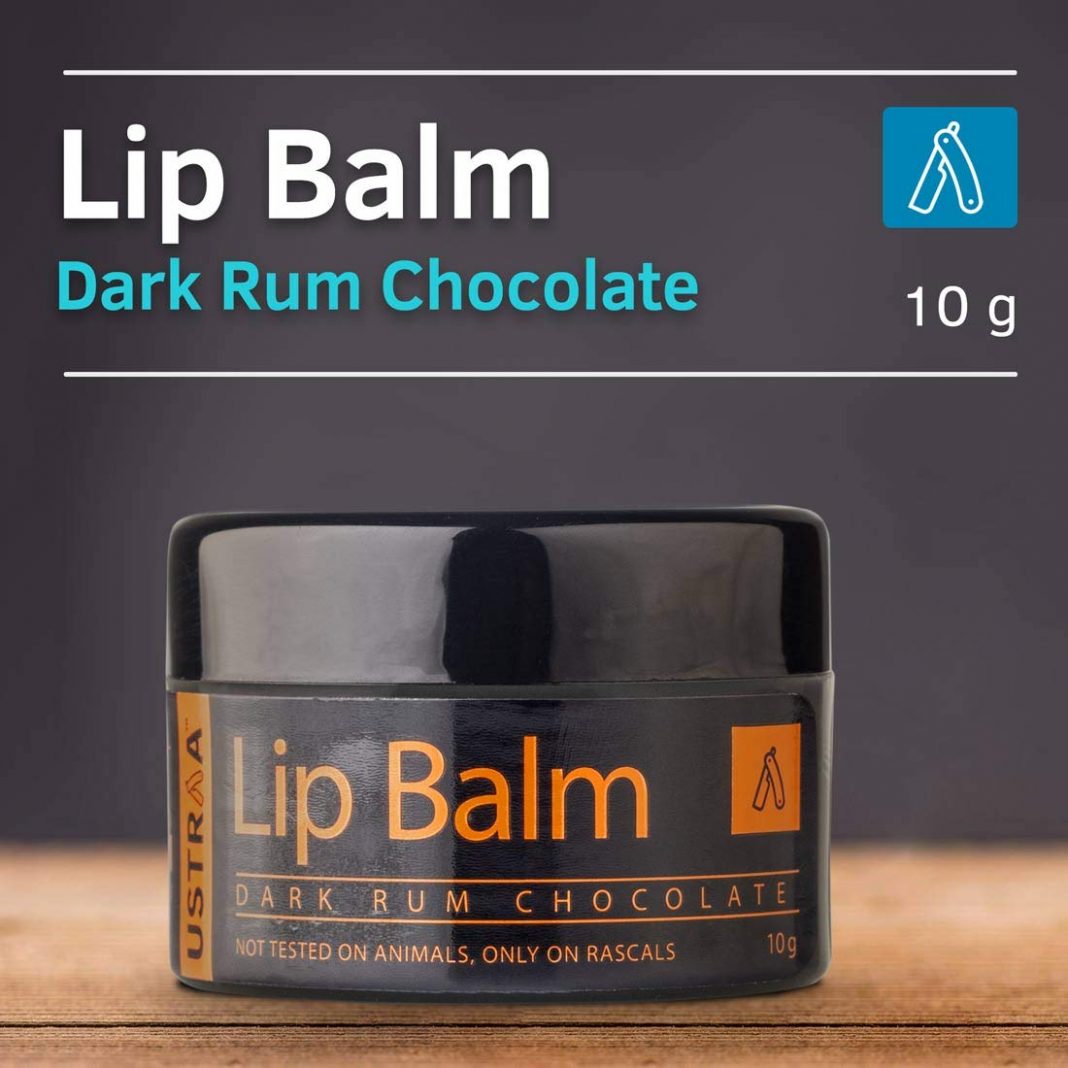 Lip Balm
Dark Rum Chocolate
10 g
USTRAA™
Lip Balm
DARK RUM CHOCOLATE
NOT TESTED ON ANIMALS, ONLY ON RASCALS
10g